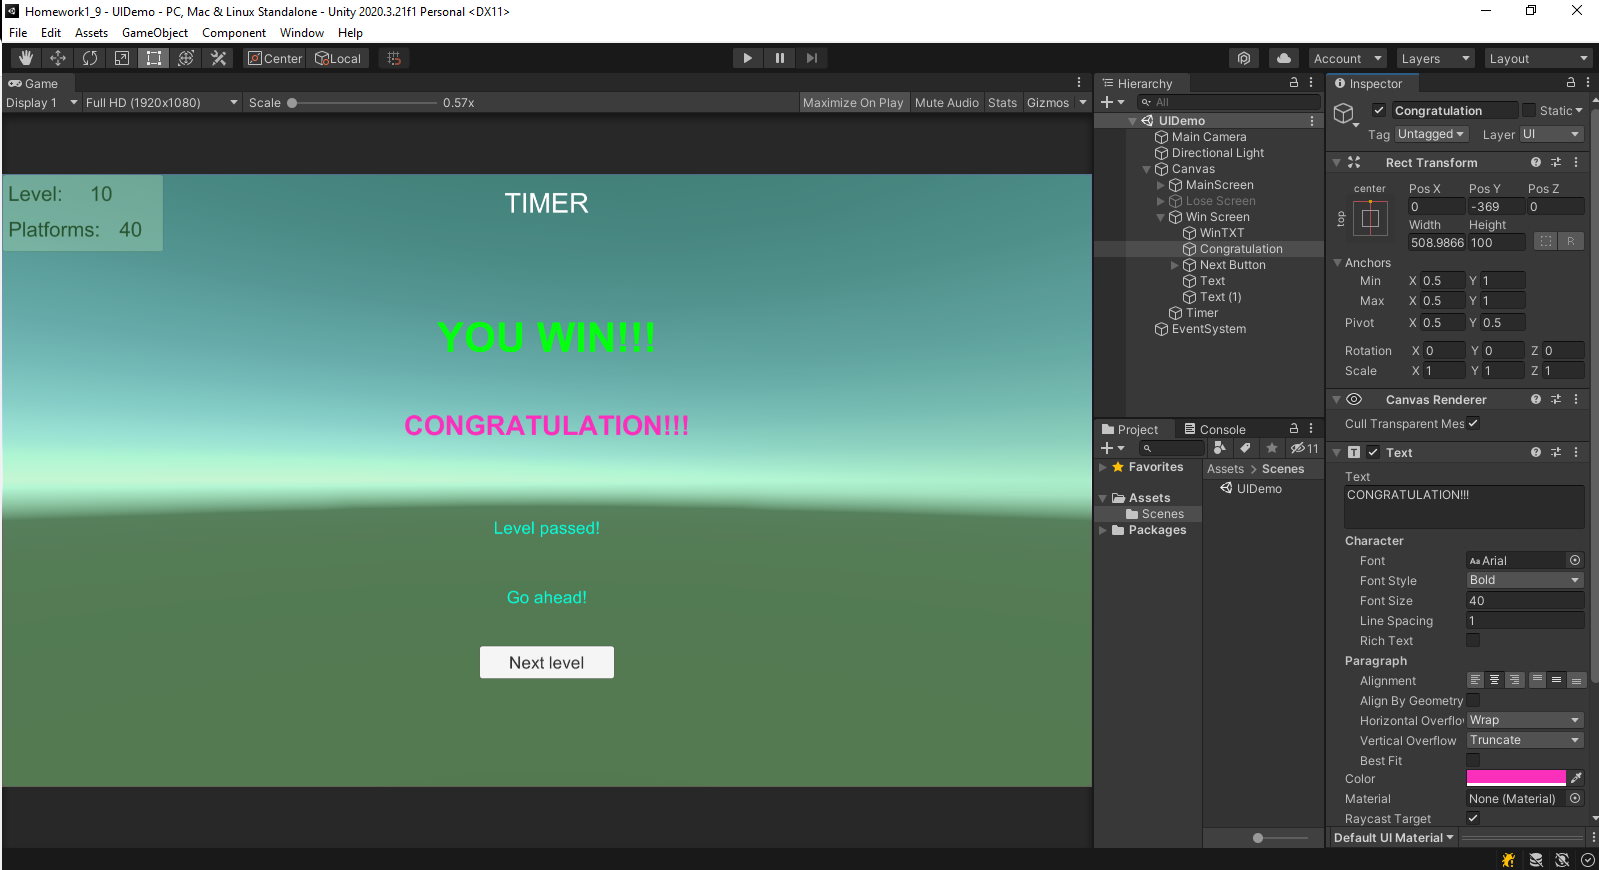 Homework1_9 - UIDemo - PC, Mac & Linux Standalone - Unity 2020.3.21f1 Personal <DX11>
File Edit Assets GameObject Component Window Help
Center Local
Account Layers Layout
Game
Display 1 Full HD (1920x1080) Scale 0.57x Maximize On Play Mute Audio Stats Gizmos
Level: 10
Platforms: 40
TIMER
YOU WIN!!!
CONGRATULATION!!!
Level passed!
Go ahead!
Next level
Hierarchy
All
UIDemo
Main Camera
Directional Light
Canvas
MainScreen
Lose Screen
Win Screen
WinTXT
Congratulation
Next Button
Text
Text (1)
Timer
EventSystem
Project Console
11
Favorites
Assets
Scenes
Packages
Assets > Scenes
UIDemo
Inspector
Congratulation Static
Tag Untagged Layer UI
Rect Transform
center
top
Pos X Pos Y Pos Z
0 -369 0
Width Height
508.9866 100
R
Anchors
Min X 0.5 Y 1
Max X 0.5 Y 1
Pivot X 0.5 Y 0.5
Rotation X 0 Y 0 Z 0
Scale X 1 Y 1 Z 1
Canvas Renderer
Cull Transparent Mes
Text
Text
CONGRATULATION!!!
Character
Font Aa Arial
Font Style Bold
Font Size 40
Line Spacing 1
Rich Text
Paragraph
Alignment
Align By Geometry
Horizontal Overflo Wrap
Vertical Overflow Truncate
Best Fit
Color
Material None (Material)
Raycast Target
Default UI Material